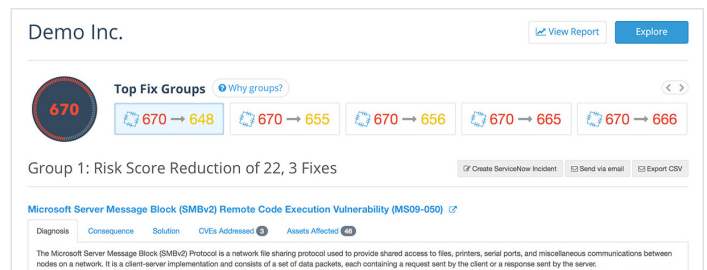 Demo Inc.
View Report
Explore
670
Top Fix Groups
Why groups?
670 → 648
670 → 655
670 → 656
670 → 665
670 → 666
Group 1: Risk Score Reduction of 22, 3 Fixes
Create ServiceNow Incident
Send via email
Export CSV
Microsoft Server Message Block (SMBv2) Remote Code Execution Vulnerability (MS09-050)
Diagnosis
Consequence
Solution
CVEs Addressed 3
Assets Affected 46
The Microsoft Server Message Block (SMB) Protocol is a network file sharing protocol used to provide shared access to files, printers, serial ports, and miscellaneous communications between
nodes on a network. It is a client-server implementation and consists of a set of data packets, each containing a request sent by the client or a response sent by the server.